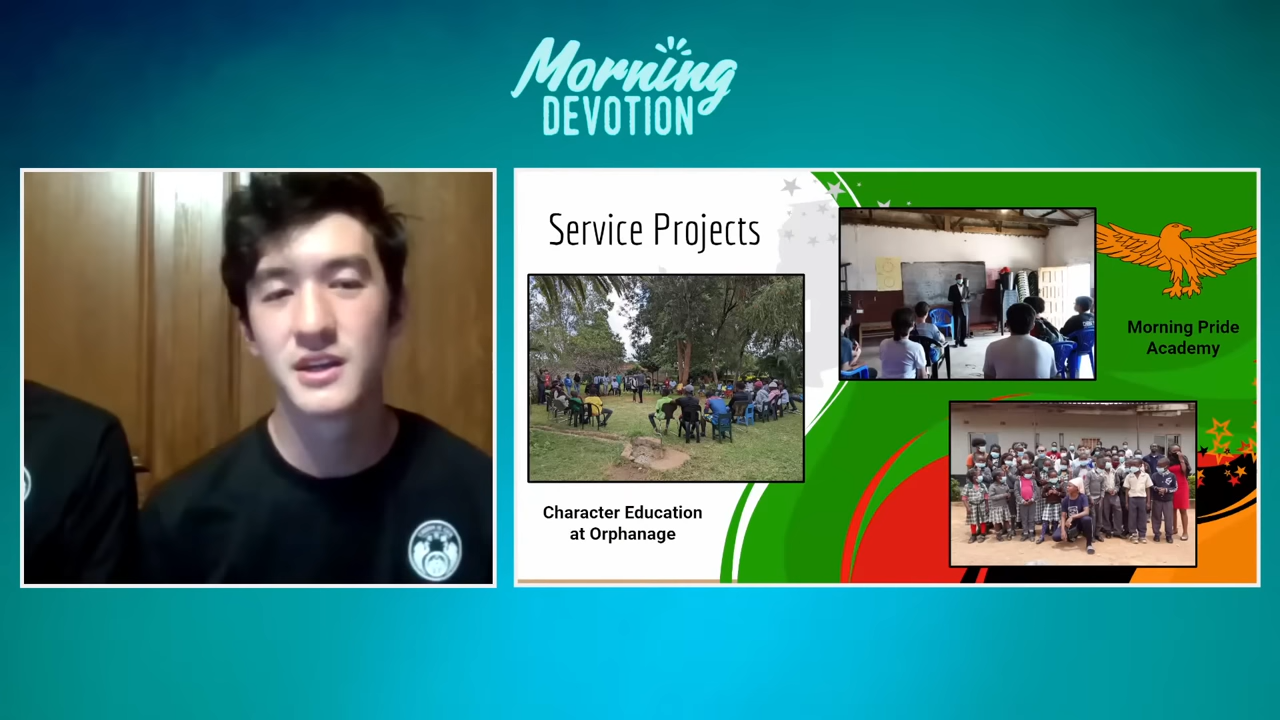 Morning
DEVOTION
Service Projects
Character Education
at Orphanage
Morning Pride
Academy